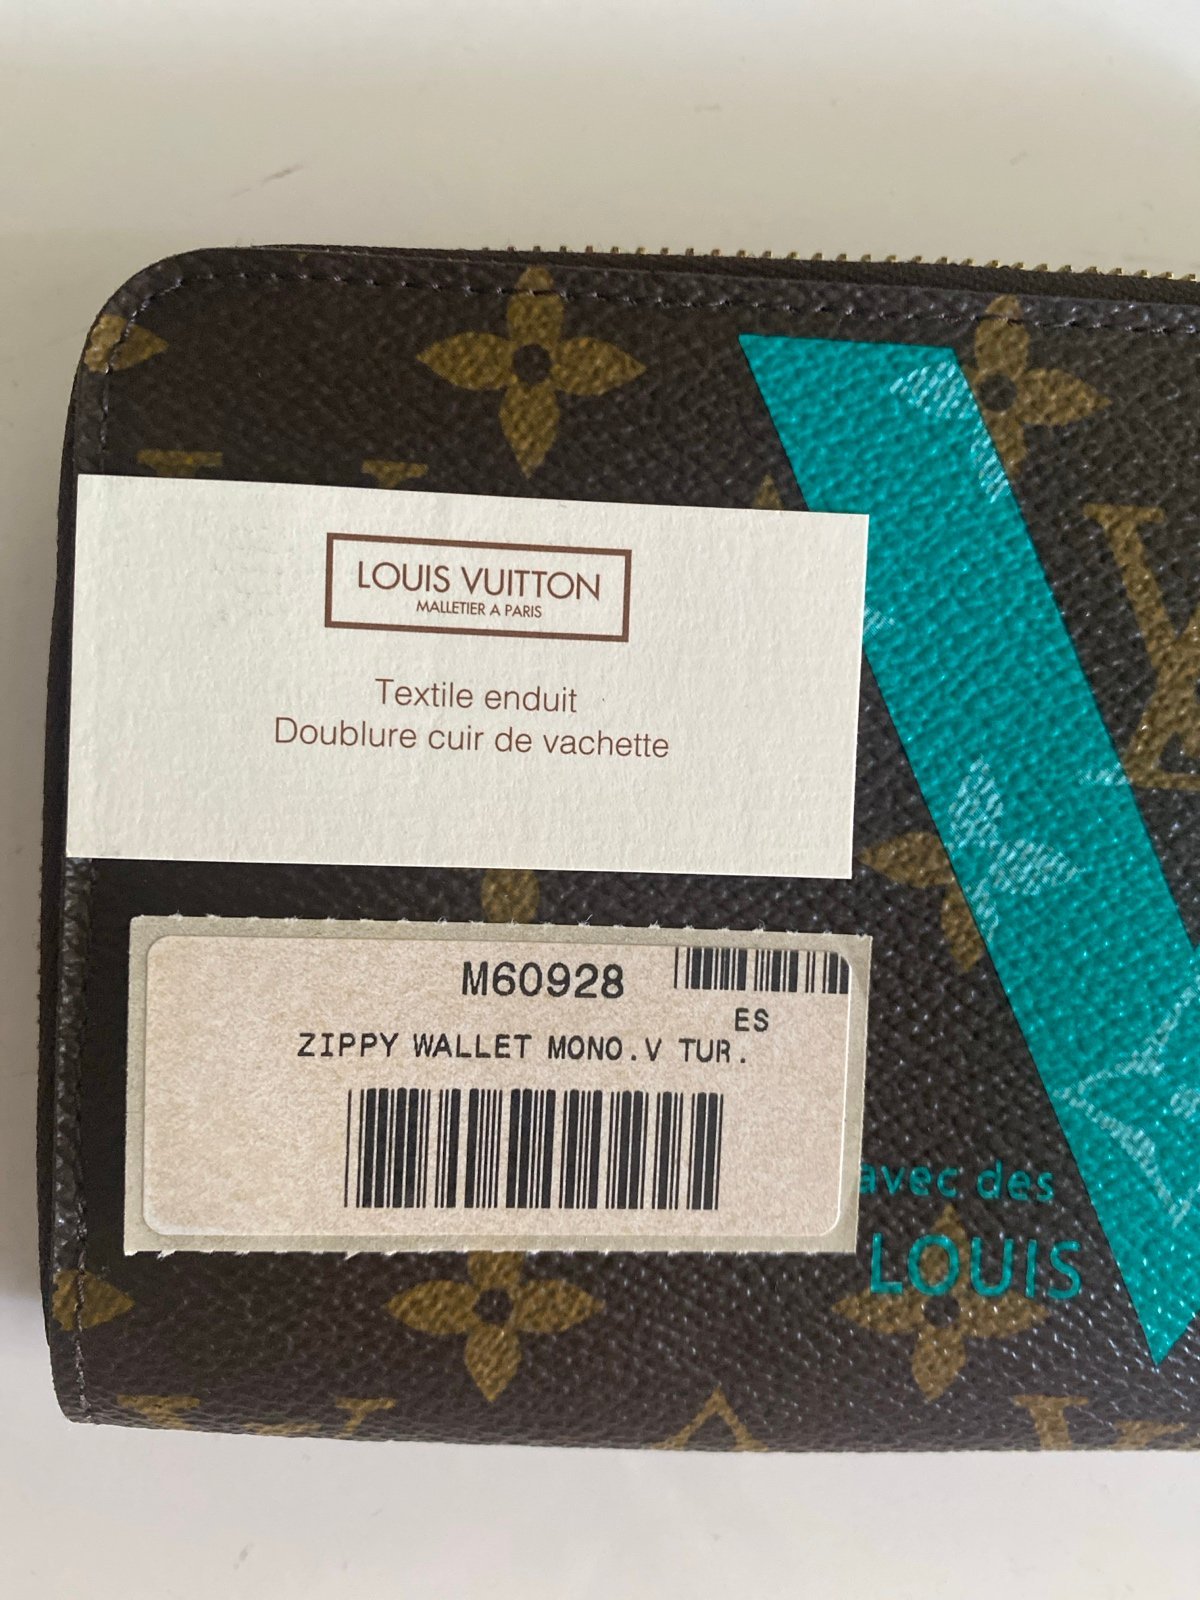 LOUIS VUITTON
MALLETIER A PARIS
Textile enduit
Doublure cuir de vachette
M60928
ES
ZIPPY WALLET MONO.V TUR.
avec des
LOUIS